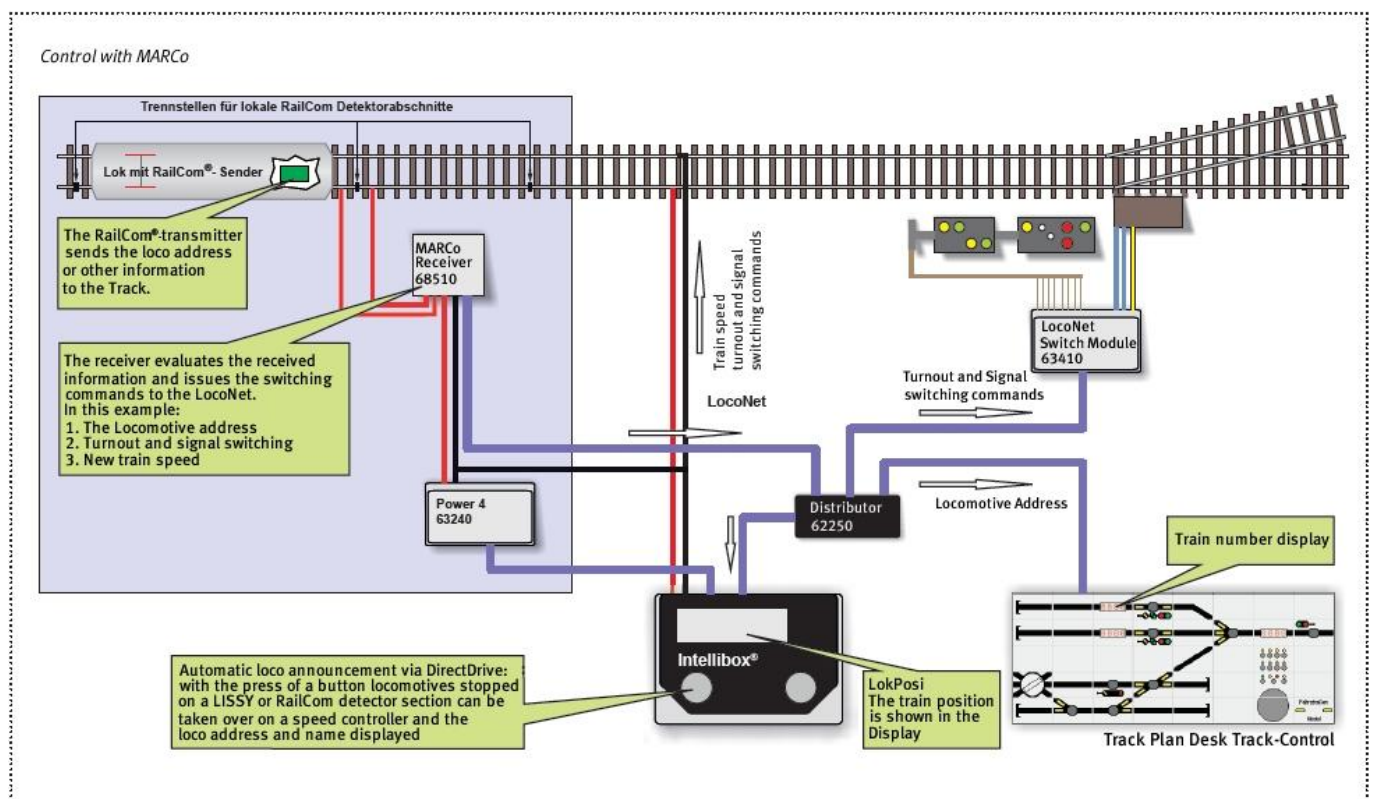 Control with MARCo
Trennstellen für lokale RailCom Detektorabschnitte
Lok mit RailCom®- Sender
The RailCom®-transmitter
sends the loco address
or other information
to the Track.
MARCo
Receiver
68510
The receiver evaluates the received
information and issues the switching
commands to the LocoNet.
In this example:
1. The Locomotive address
2. Turnout and signal switching
3. New train speed
Power 4
63240
Train speed
turnout and signal
switching commands
LocoNet
LocoNet
Switch Module
63410
Turnout and Signal
switching commands
Distributor
62250
Locomotive Address
Train number display
Intellibox®
Automatic loco announcement via DirectDrive:
with the press of a button locomotives stopped
on a LISSY or RailCom detector section can be
taken over on a speed controller and the
loco address and name displayed
LokPosi
The train position
is shown in the
Display
Track Plan Desk Track-Control